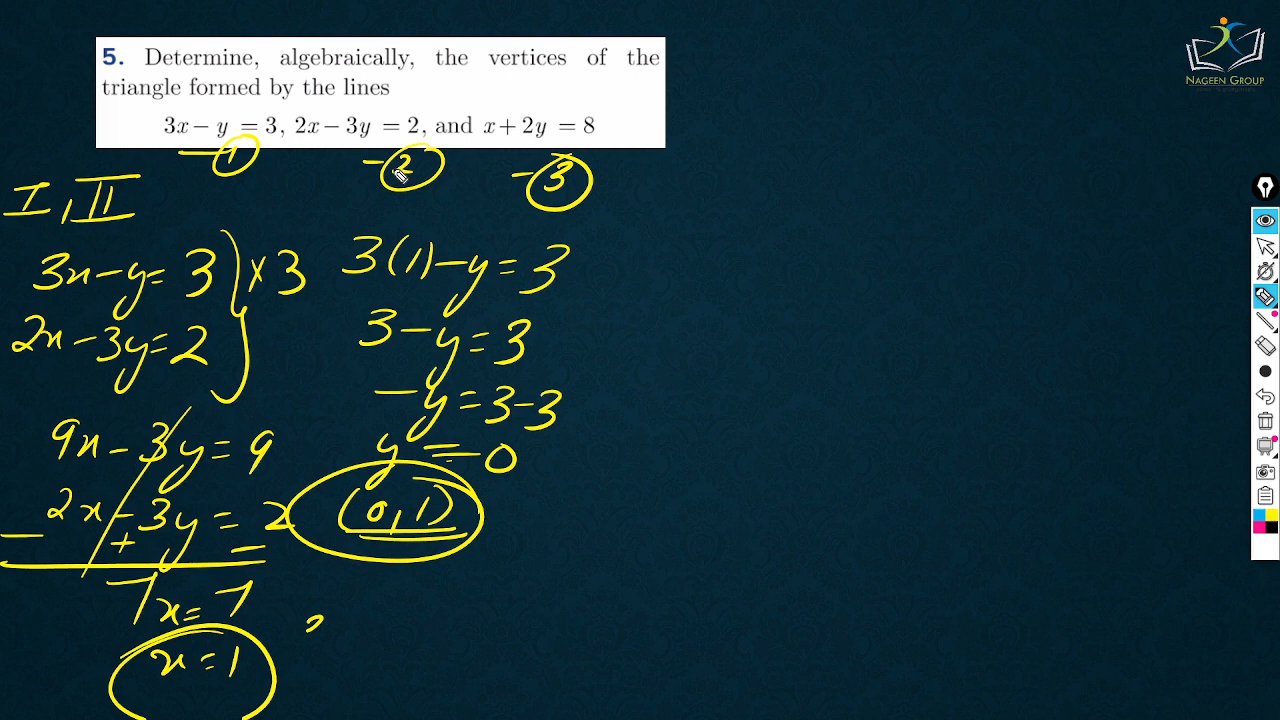 5. Determine, algebraically, the vertices of the
triangle formed by the lines
3x − y = 3, 2x − 3y = 2, and x + 2y = 8
NAGEEN GROUP
−1 −2 −3
I, II
3x − y = 3 } × 3
2x − 3y = 2
9x − 3y = 9
2x − 3y = 2
− + −
7x = 7
x = 1
3(1) − y = 3
3 − y = 3
− y = 3 − 3
y = −0
(0, 1)
,